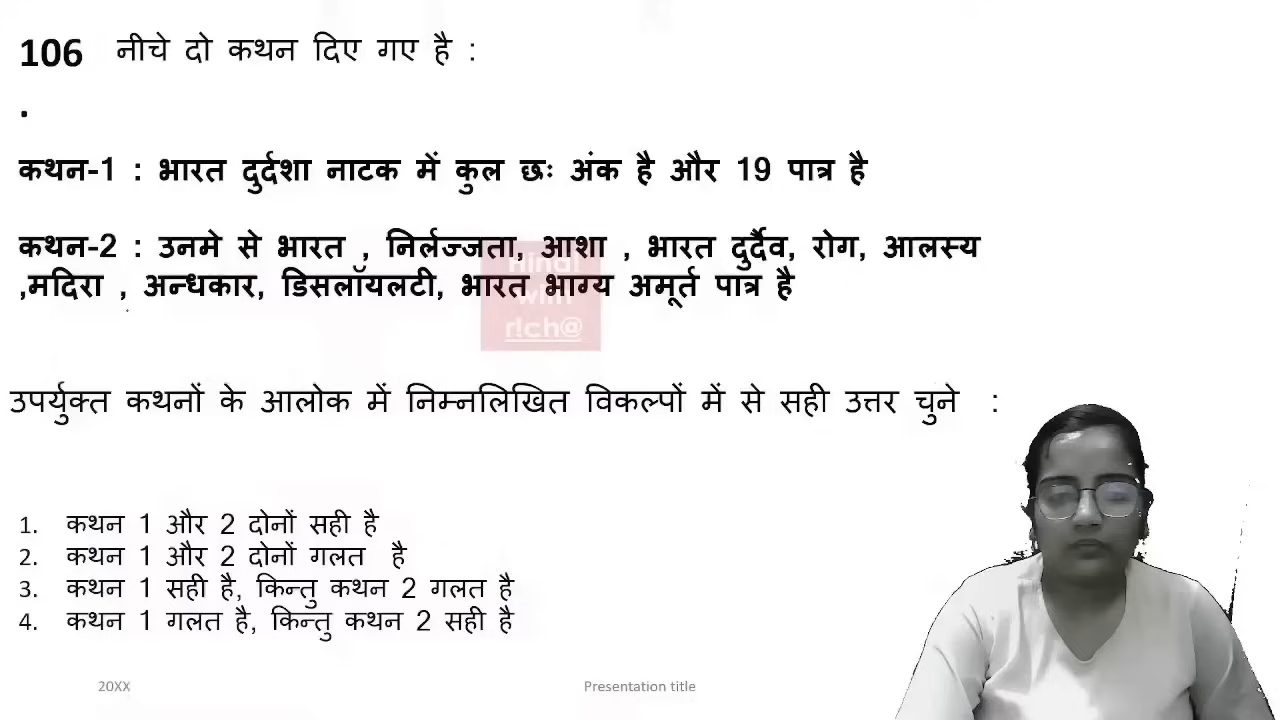 106 नीचे दो कथन दिए गए है :
.
कथन-1 : भारत दुर्दशा नाटक में कुल छः अंक है और 19 पात्र है
कथन-2 : उनमे से भारत , निर्लज्जता, आशा , भारत दुर्दैव, रोग, आलस्य
,मदिरा , अन्धकार, डिसलॉयलटी, भारत भाग्य अमूर्त पात्र है
Hindi
with
r!ch@
उपर्युक्त कथनों के आलोक में निम्नलिखित विकल्पों में से सही उत्तर चुने :
1. कथन 1 और 2 दोनों सही है
2. कथन 1 और 2 दोनों गलत है
3. कथन 1 सही है, किन्तु कथन 2 गलत है
4. कथन 1 गलत है, किन्तु कथन 2 सही है
20XX Presentation title